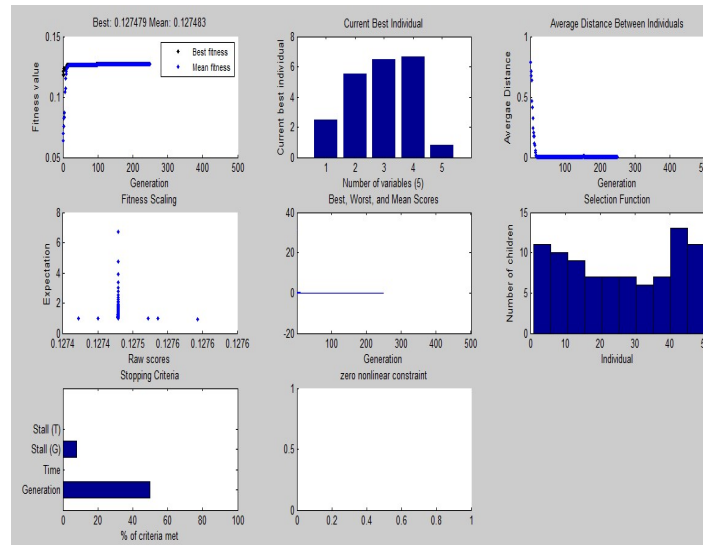 Best: 0.127479 Mean: 0.127483
Fitness value
0.15
0.1
0.05
Best fitness
Mean fitness
0 100 200 300 400 500
Generation
Current Best Individual
Current best individual
8
6
4
2
0
1 2 3 4 5
Number of variables (5)
Average Distance Between Individuals
Avergae Distance
1
0.5
0
0 100 200 300 400 50
Generation
Fitness Scaling
Expectation
8
6
4
2
0
0.1274 0.1274 0.1275 0.1276 0.1276
Raw scores
Best, Worst, and Mean Scores
40
20
0
-20
0 100 200 300 400 500
Generation
Selection Function
Number of children
15
10
5
0
0 10 20 30 40 50
Individual
Stopping Criteria
Stall (T)
Stall (G)
Time
Generation
0 20 40 60 80 100
% of criteria met
zero nonlinear constraint
1
0.5
0
0 0.2 0.4 0.6 0.8 1